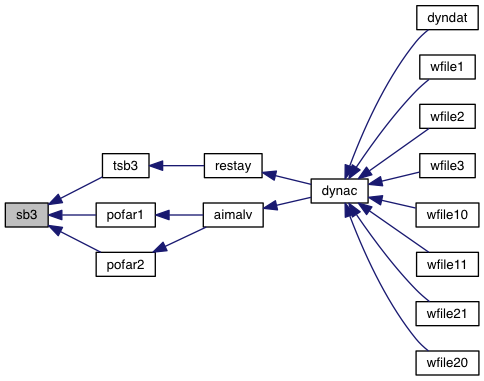 sb3
tsb3
pofar1
pofar2
restay
aimalv
dynac
dyndat
wfile1
wfile2
wfile3
wfile10
wfile11
wfile21
wfile20